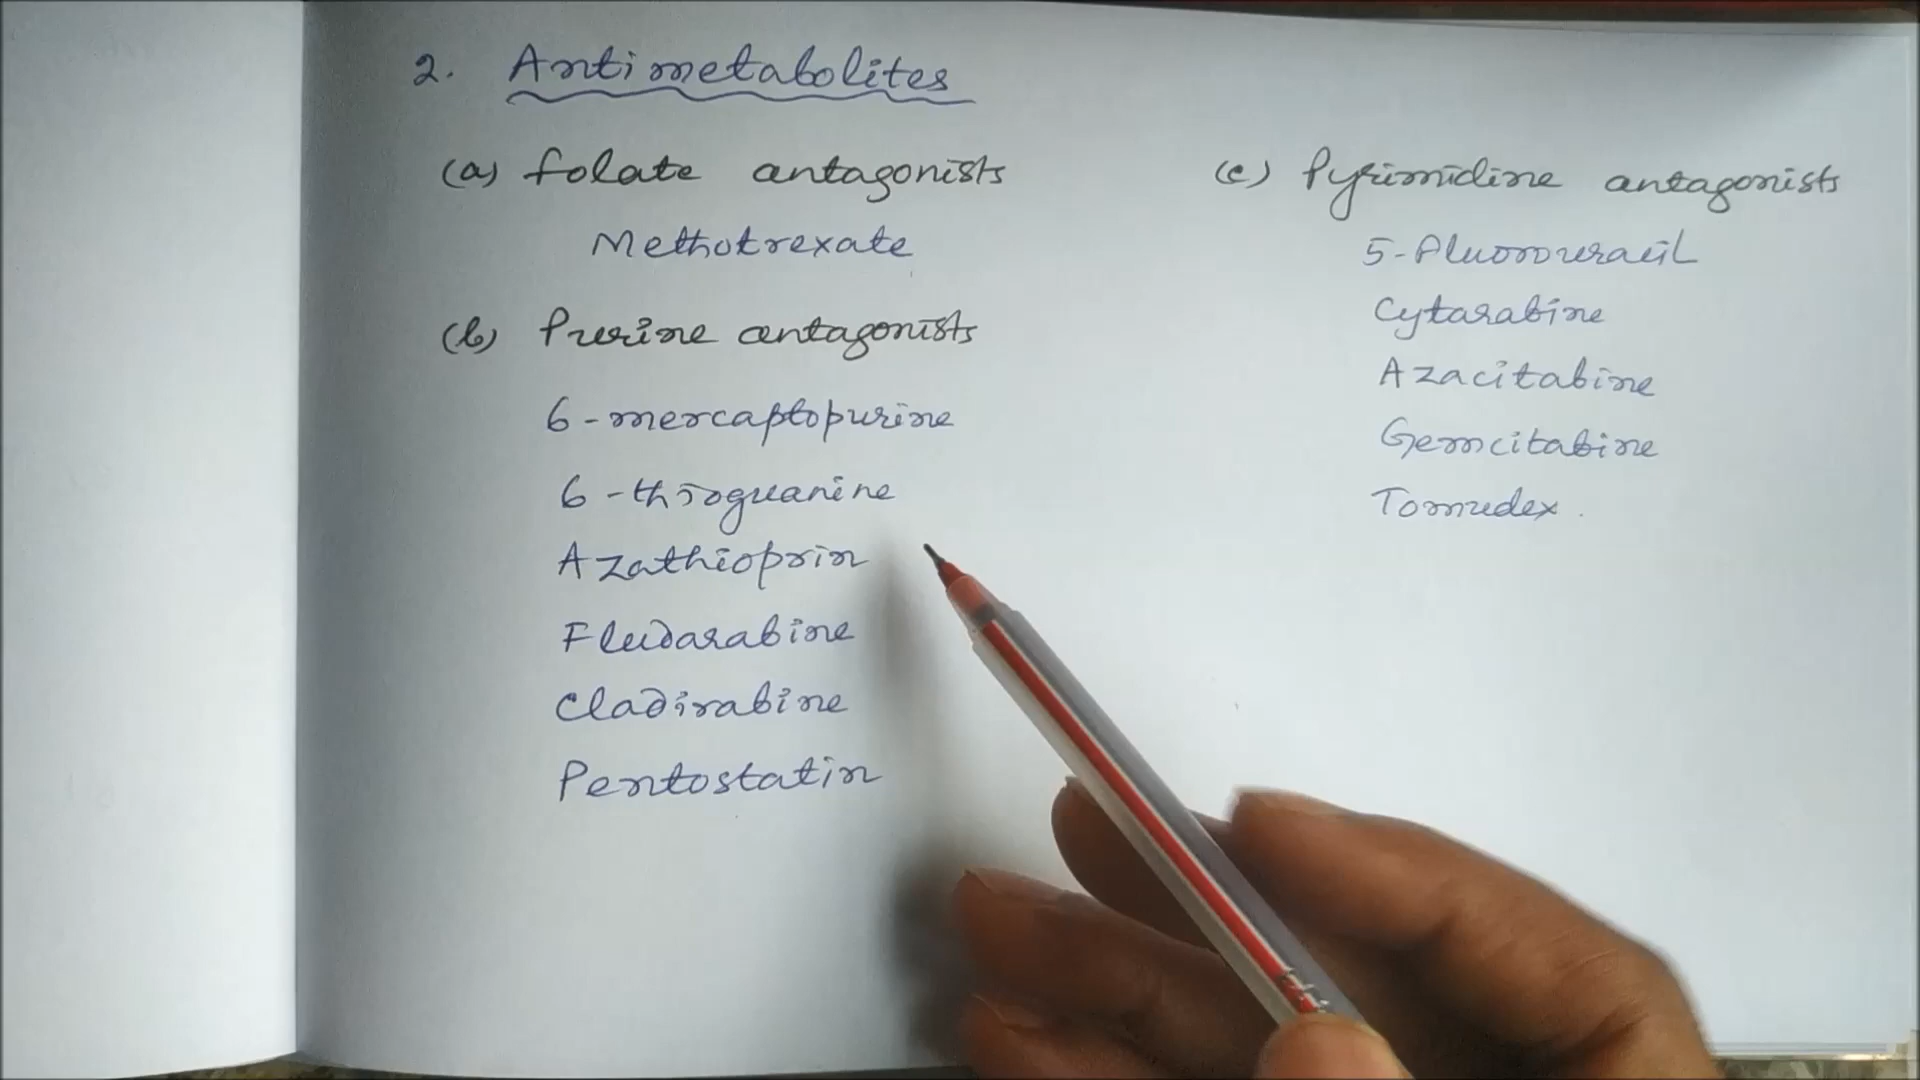 2. Antimetabolites
(a) folate antagonists
Methotrexate
(b) Purine antagonists
6-mercaptopurine
6-thioguanine
Azathioprin
Fludarabine
Cladirabine
Pentostatin
(c) Pyrimidine antagonists
5-Fluorouracil
Cytarabine
Azacitabine
Gemcitabine
Tomudex.